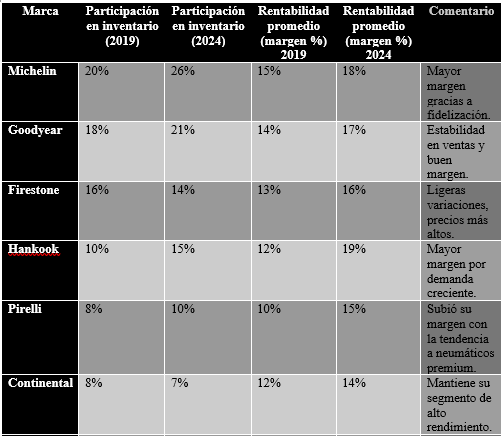 Marca Participación en inventario (2019) Participación en inventario (2024) Rentabilidad promedio (margen %) 2019 Rentabilidad promedio (margen %) 2024 Comentario
Michelin 20% 26% 15% 18% Mayor margen gracias a fidelización.
Goodyear 18% 21% 14% 17% Estabilidad en ventas y buen margen.
Firestone 16% 14% 13% 16% Ligeras variaciones, precios más altos.
Hankook 10% 15% 12% 19% Mayor margen por demanda creciente.
Pirelli 8% 10% 10% 15% Subió su margen con la tendencia a neumáticos premium.
Continental 8% 7% 12% 14% Mantiene su segmento de alto rendimiento.